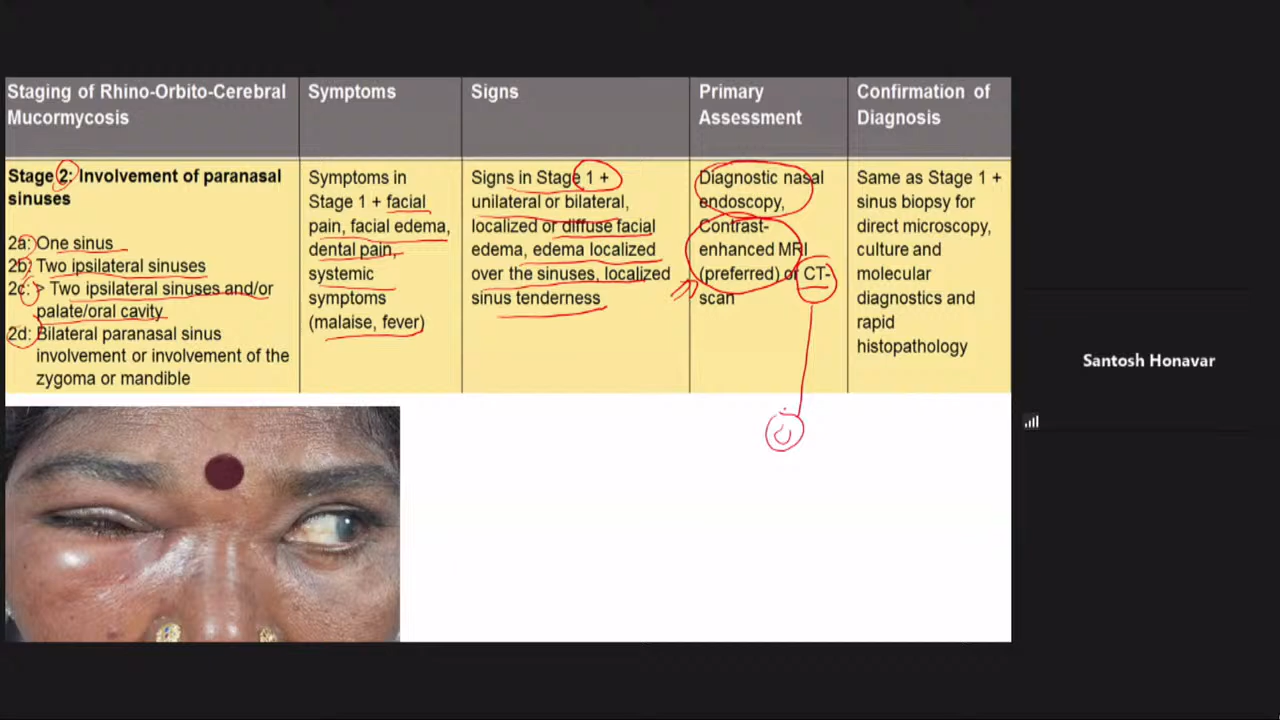 Staging of Rhino-Orbito-Cerebral
Mucormycosis
Symptoms
Signs
Primary
Assessment
Confirmation of
Diagnosis
Stage 2: Involvement of paranasal
sinuses
2a: One sinus
2b: Two ipsilateral sinuses
2c: > Two ipsilateral sinuses and/or
palate/oral cavity
2d: Bilateral paranasal sinus
involvement or involvement of the
zygoma or mandible
Symptoms in
Stage 1 + facial
pain, facial edema,
dental pain,
systemic
symptoms
(malaise, fever)
Signs in Stage 1 +
unilateral or bilateral,
localized or diffuse facial
edema, edema localized
over the sinuses, localized
sinus tenderness
Diagnostic nasal
endoscopy,
Contrast-
enhanced MRI
(preferred) or CT-
scan
Same as Stage 1 +
sinus biopsy for
direct microscopy,
culture and
molecular
diagnostics and
rapid
histopathology
Santosh Honavar